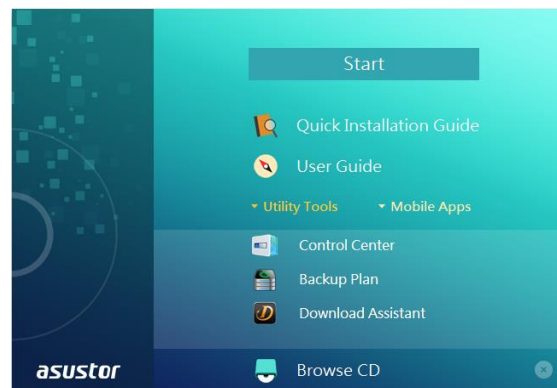 Start
Quick Installation Guide
User Guide
Utility Tools
Mobile Apps
Control Center
Backup Plan
Download Assistant
asustor
Browse CD